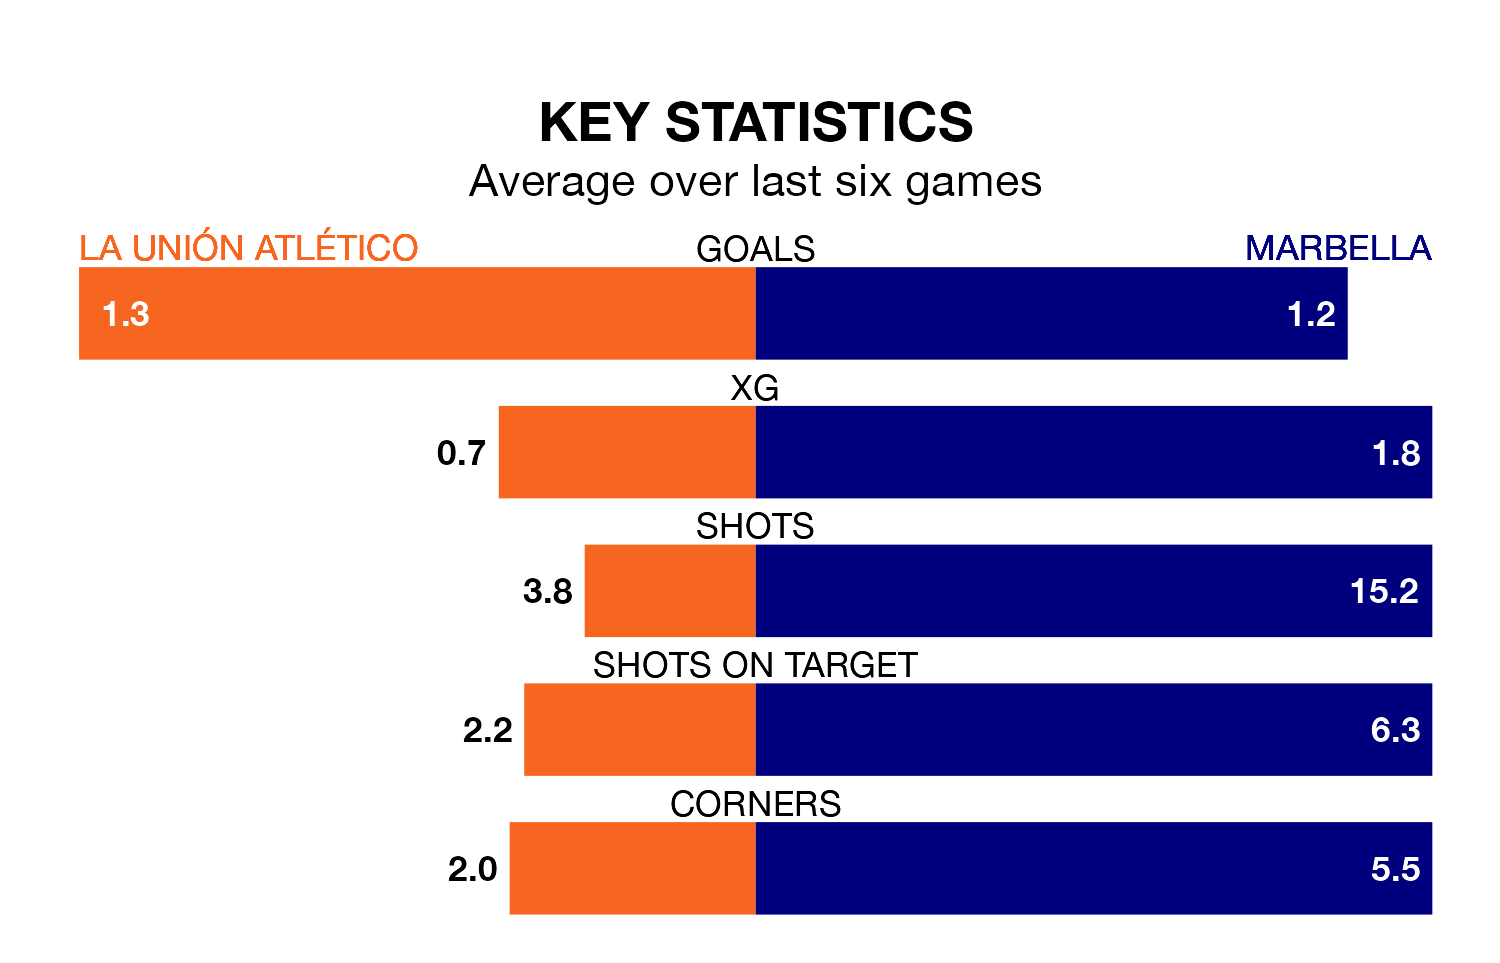 KEY STATISTICS
Average over last six games
LA UNIÓN ATLÉTICO GOALS MARBELLA
1.3 1.2
XG
0.7 1.8
SHOTS
3.8 15.2
SHOTS ON TARGET
2.2 6.3
CORNERS
2.0 5.5